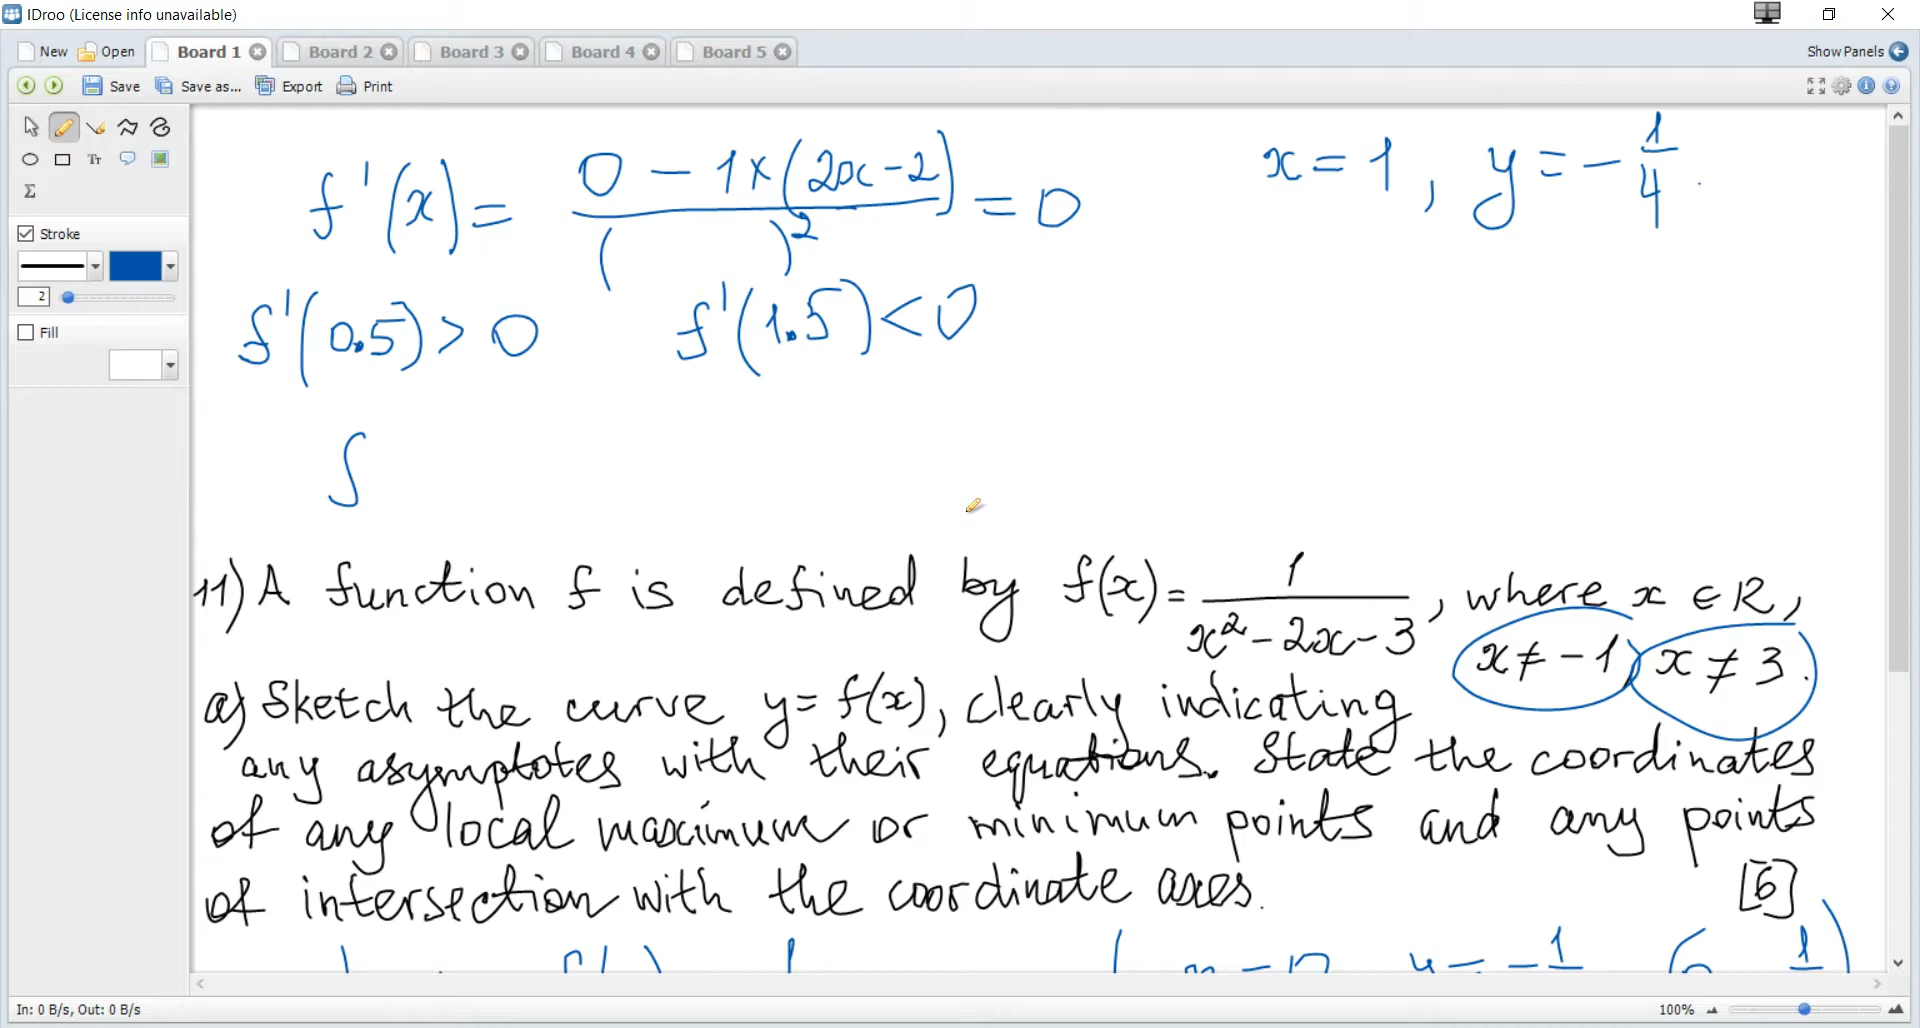 IDroo (License info unavailable)
New Open Board 1 Board 2 Board 3 Board 4 Board 5 Show Panels
Save Save as... Export Print
Tт
Σ
Stroke
2
Fill
f'(x) = (0 - 1×(2x-2))/( )² = 0
x = 1, y = -1/4.
f'(0.5) > 0 f'(1.5) < 0
∫
11) A function f is defined by f(x) = 1/(x² - 2x - 3), where x ∈ R,
x ≠ -1, x ≠ 3.
a) Sketch the curve y = f(x), clearly indicating
any asymptotes with their equations. State the coordinates
of any local maximum or minimum points and any points
of intersection with the coordinate axes. [6]
In: 0 B/s, Out: 0 B/s 100%